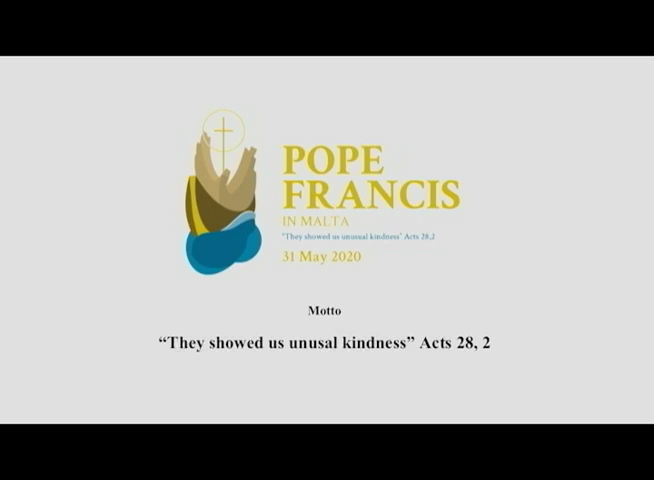 POPE
FRANCIS
IN MALTA
"They showed us unusual kindness" Acts 28,2
31 May 2020
Motto
“They showed us unusal kindness” Acts 28, 2